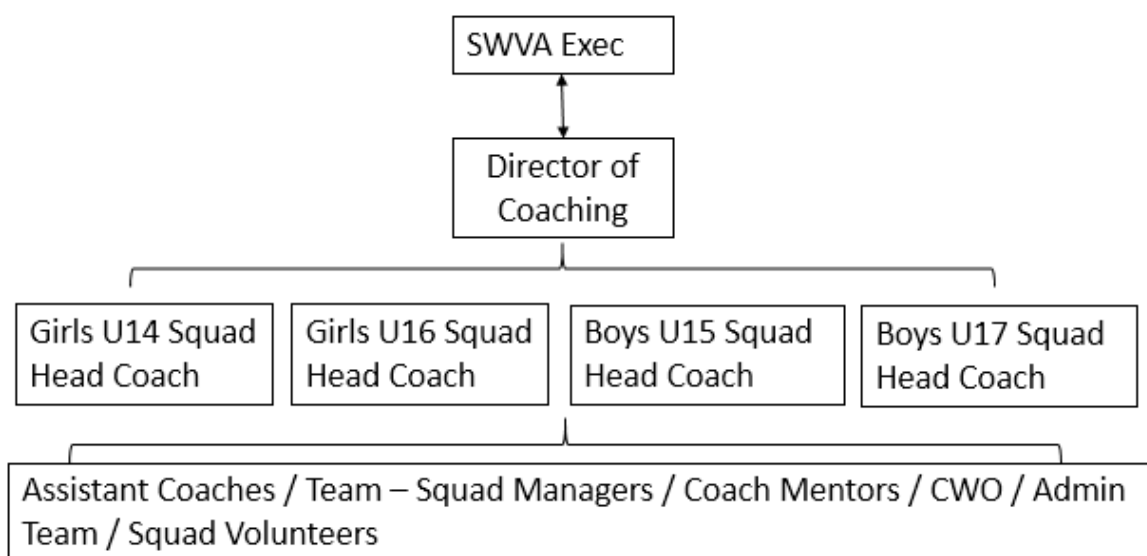 SWVA Exec
Director of
Coaching
Girls U14 Squad
Head Coach
Girls U16 Squad
Head Coach
Boys U15 Squad
Head Coach
Boys U17 Squad
Head Coach
Assistant Coaches / Team – Squad Managers / Coach Mentors / CWO / Admin
Team / Squad Volunteers